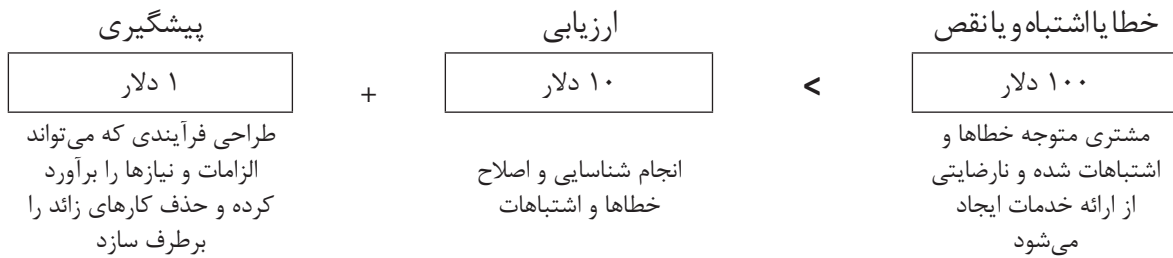 خطا یا اشتباه و یا نقص
۱۰۰ دلار
مشتری متوجه خطاها و
اشتباهات شده و نارضایتی
از ارائه خدمات ایجاد
می‌شود
<
ارزیابی
۱۰ دلار
انجام شناسایی و اصلاح
خطاها و اشتباهات
+
پیشگیری
۱ دلار
طراحی فرآیندی که می‌تواند
الزامات و نیازها را برآورد
کرده و حذف کارهای زائد را
برطرف سازد